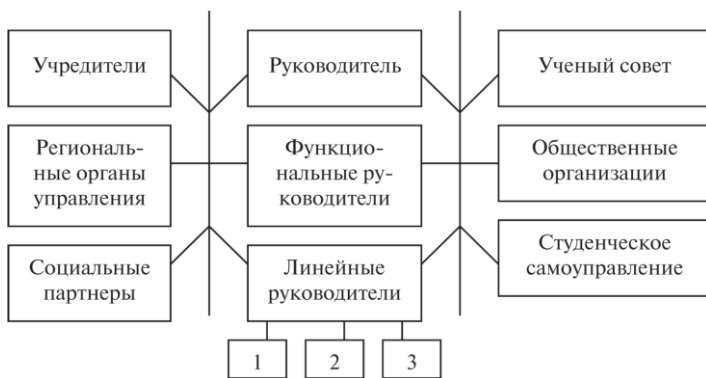 Учредители
Руководитель
Ученый совет
Региональ-
ные органы
управления
Функцио-
нальные ру-
ководители
Общественные
организации
Социальные
партнеры
Линейные
руководители
Студенческое
самоуправление
1
2
3